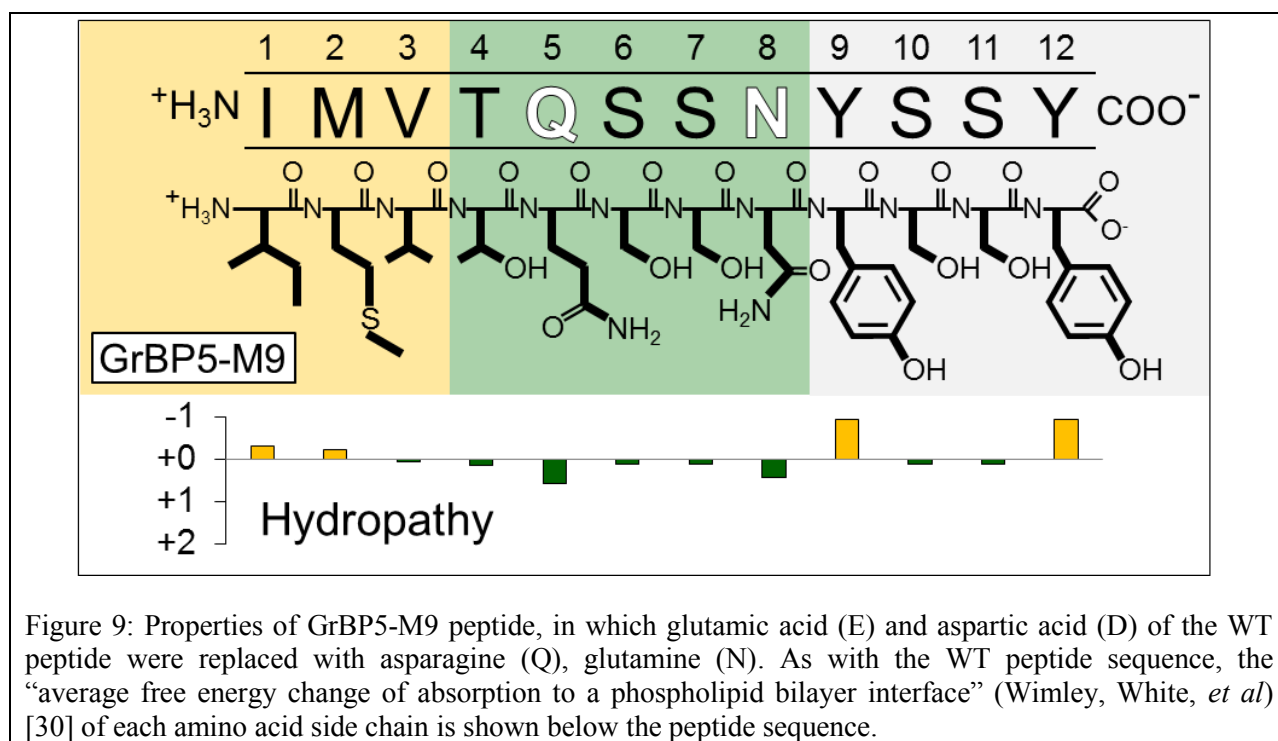 1 2 3 4 5 6 7 8 9 10 11 12
+H3N I M V T Q S S N Y S S Y COO-
O O O O O O O O O O O O
+H3N N N N N N N N N N N N O-
OH OH OH O OH OH
S O NH2 H2N
OH OH
GrBP5-M9
-1
+0
+1
+2
Hydropathy
Figure 9: Properties of GrBP5-M9 peptide, in which glutamic acid (E) and aspartic acid (D) of the WT
peptide were replaced with asparagine (Q), glutamine (N). As with the WT peptide sequence, the
“average free energy change of absorption to a phospholipid bilayer interface” (Wimley, White, et al)
[30] of each amino acid side chain is shown below the peptide sequence.